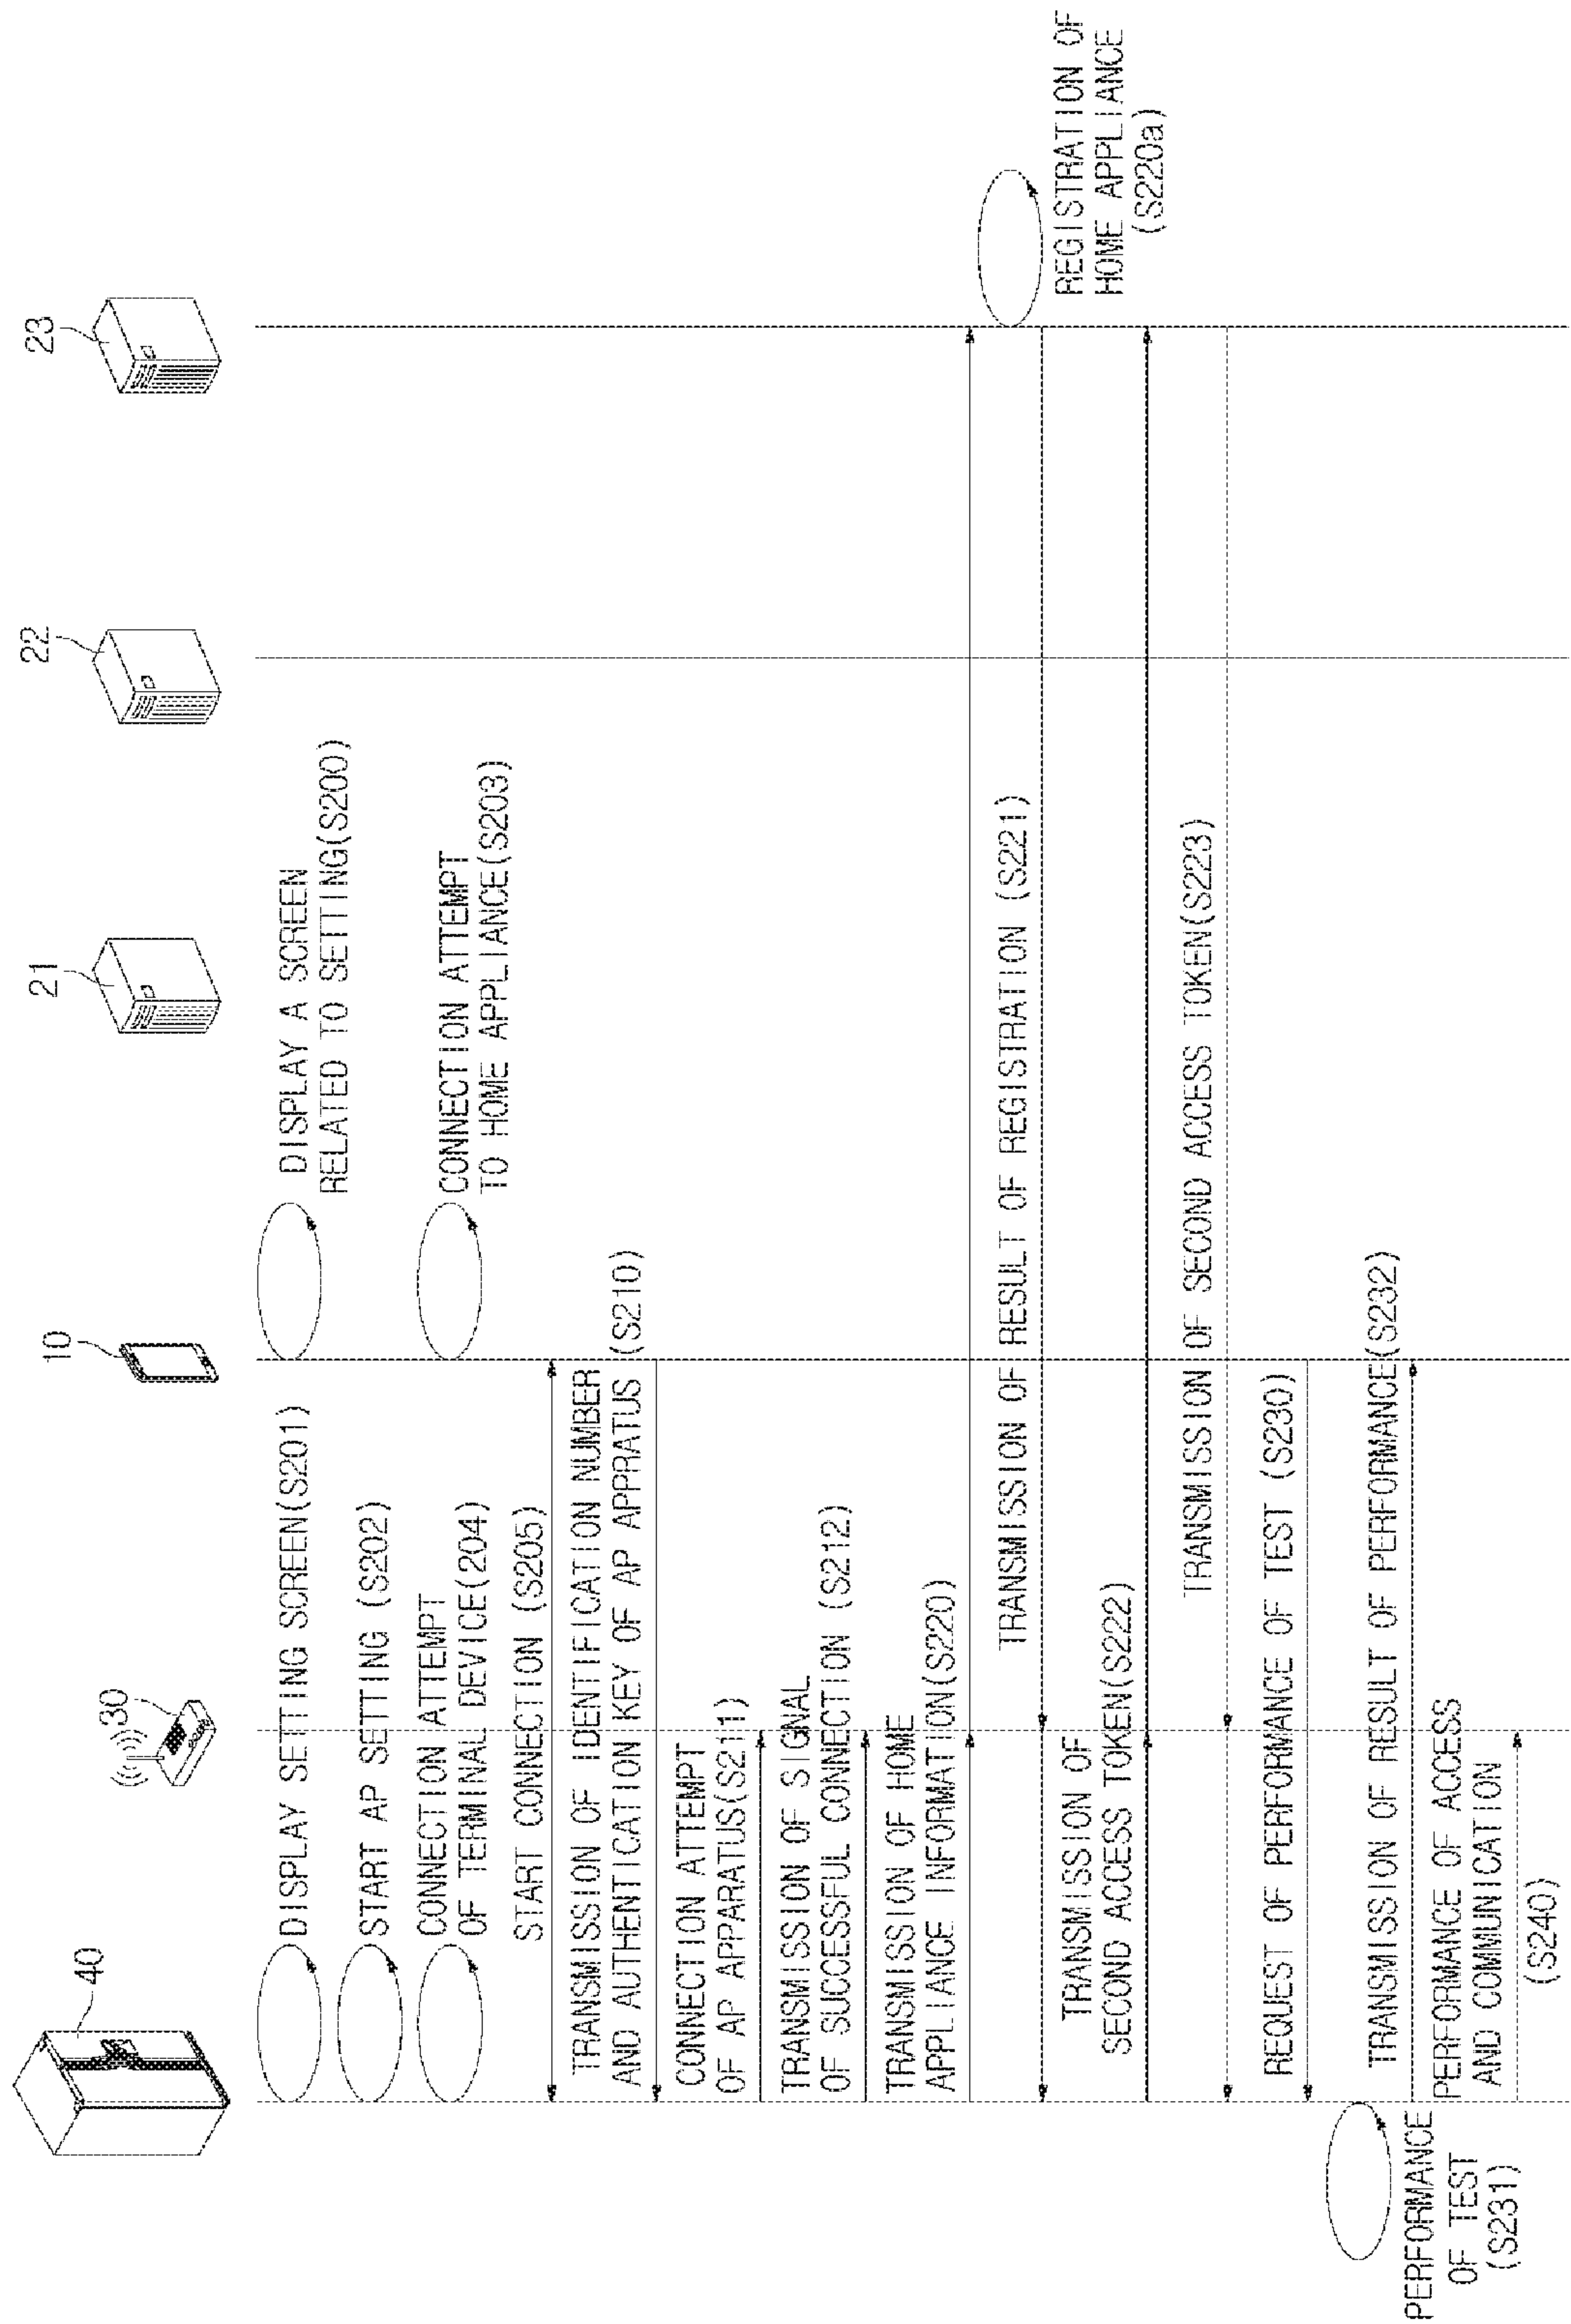 40
30
10
21
22
23
DISPLAY SETTING SCREEN(S201)
DISPLAY A SCREEN
RELATED TO SETTING(S200)
START AP SETTING (S202)
CONNECTION ATTEMPT
OF TERMINAL DEVICE(204)
CONNECTION ATTEMPT
TO HOME APPLIANCE(S203)
START CONNECTION (S205)
TRANSMISSION OF IDENTIFICATION NUMBER
AND AUTHENTICATION KEY OF AP APPRATUS (S210)
CONNECTION ATTEMPT
OF AP APPARATUS(S211)
TRANSMISSION OF SIGNAL
OF SUCCESSFUL CONNECTION (S212)
TRANSMISSION OF HOME
APPLIANCE INFORMATION(S220)
TRANSMISSION OF RESULT OF REGISTRATION (S221)
REGISTRATION OF
HOME APPLIANCE
(S220a)
TRANSMISSION OF
SECOND ACCESS TOKEN(S222)
TRANSMISSION OF SECOND ACCESS TOKEN(S223)
REQUEST OF PERFORMANCE OF TEST (S230)
TRANSMISSION OF RESULT OF PERFORMANCE(S232)
PERFORMANCE
OF TEST
(S231)
PERFORMANCE OF ACCESS
AND COMMUNICATION
(S240)